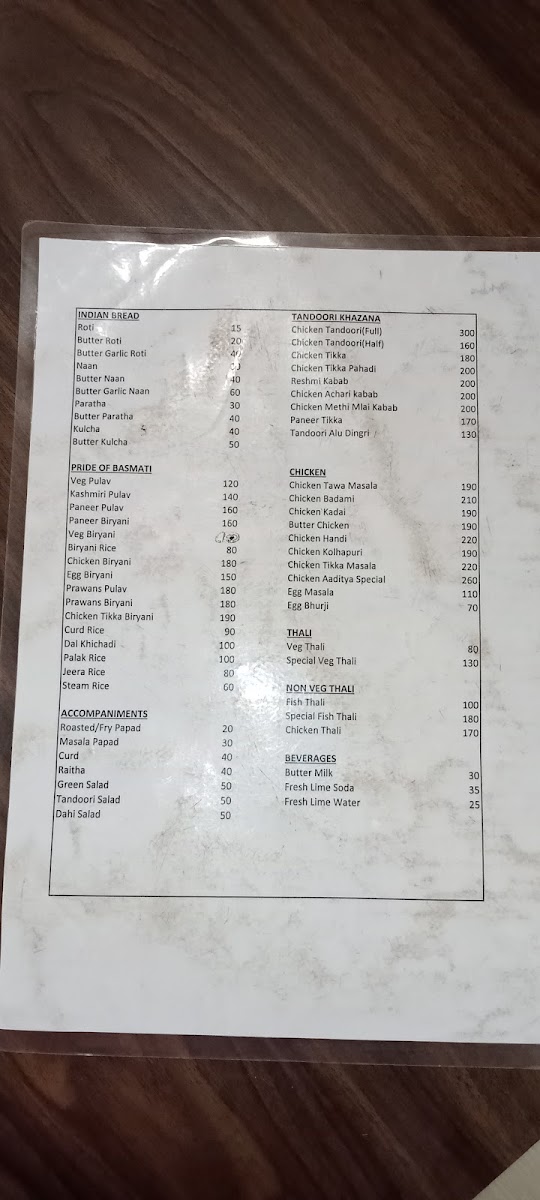 INDIAN BREAD
Roti 15
Butter Roti 20
Butter Garlic Roti 40
Naan
Butter Naan 40
Butter Garlic Naan 60
Paratha 30
Butter Paratha 40
Kulcha 40
Butter Kulcha 50
PRIDE OF BASMATI
Veg Pulav 120
Kashmiri Pulav 140
Paneer Pulav 160
Paneer Biryani 160
Veg Biryani
Biryani Rice 80
Chicken Biryani 180
Egg Biryani 150
Prawans Pulav 180
Prawans Biryani 180
Chicken Tikka Biryani 190
Curd Rice 90
Dal Khichadi 100
Palak Rice 100
Jeera Rice 80
Steam Rice 60
ACCOMPANIMENTS
Roasted/Fry Papad 20
Masala Papad 30
Curd 40
Raitha 40
Green Salad 50
Tandoori Salad 50
Dahi Salad 50
TANDOORI KHAZANA
Chicken Tandoori(Full) 300
Chicken Tandoori(Half) 160
Chicken Tikka 180
Chicken Tikka Pahadi 200
Reshmi Kabab 200
Chicken Achari kabab 200
Chicken Methi Mlai Kabab 200
Paneer Tikka 170
Tandoori Alu Dingri 130
CHICKEN
Chicken Tawa Masala 190
Chicken Badami 210
Chicken Kadai 190
Butter Chicken 190
Chicken Handi 220
Chicken Kolhapuri 190
Chicken Tikka Masala 220
Chicken Aaditya Special 260
Egg Masala 110
Egg Bhurji 70
THALI
Veg Thali 80
Special Veg Thali 130
NON VEG THALI
Fish Thali 100
Special Fish Thali 180
Chicken Thali 170
BEVERAGES
Butter Milk 30
Fresh Lime Soda 35
Fresh Lime Water 25